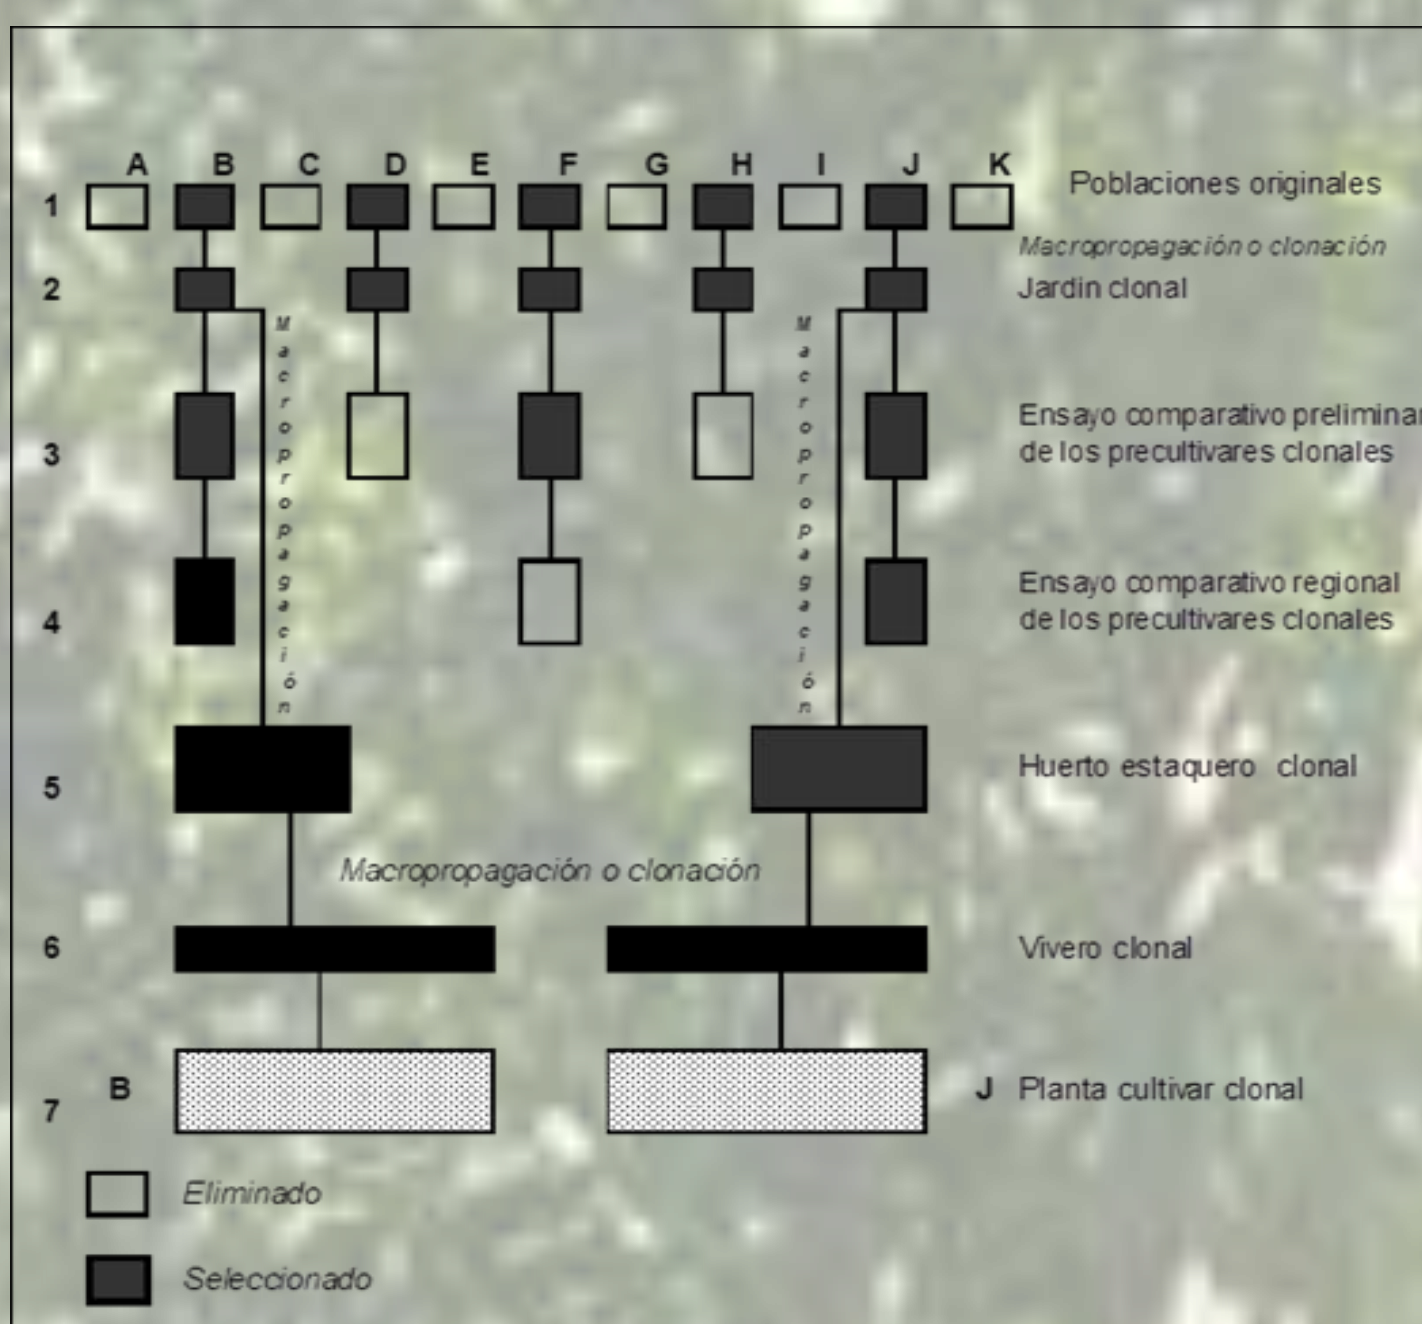 A B C D E F G H I J K
1 Poblaciones originales
Macropropagación o clonación
2 Jardin clonal
Macropropagación
Macropropagación
3 Ensayo comparativo preliminar
de los precultivares clonales
4 Ensayo comparativo regional
de los precultivares clonales
5 Huerto estaquero clonal
Macropropagación o clonación
6 Vivero clonal
7 B J Planta cultivar clonal
Eliminado
Seleccionado